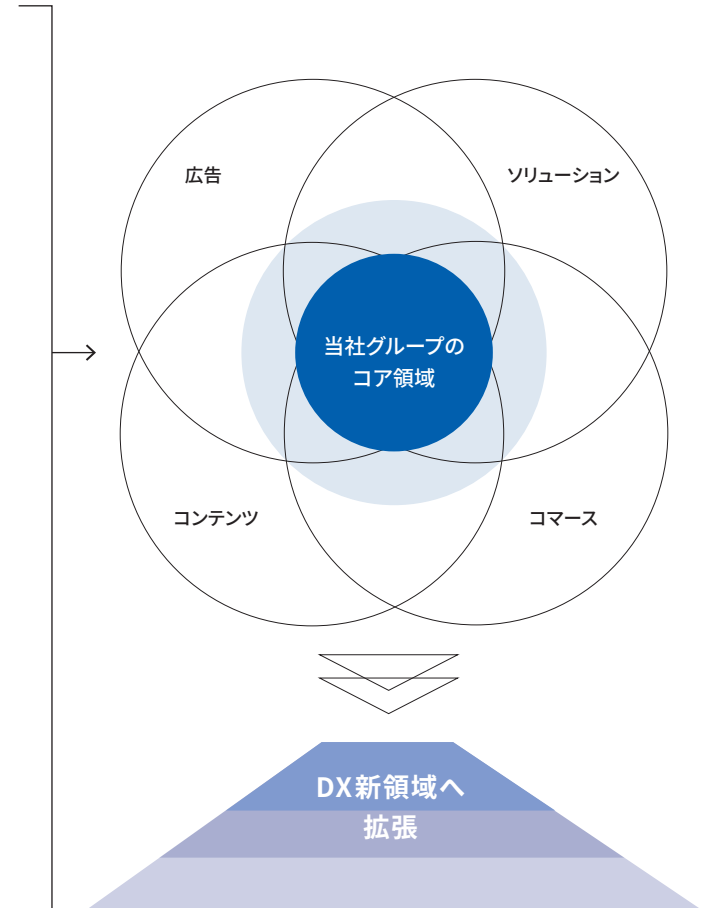 広告
ソリューション
当社グループの
コア領域
コンテンツ
コマース
DX新領域へ
拡張